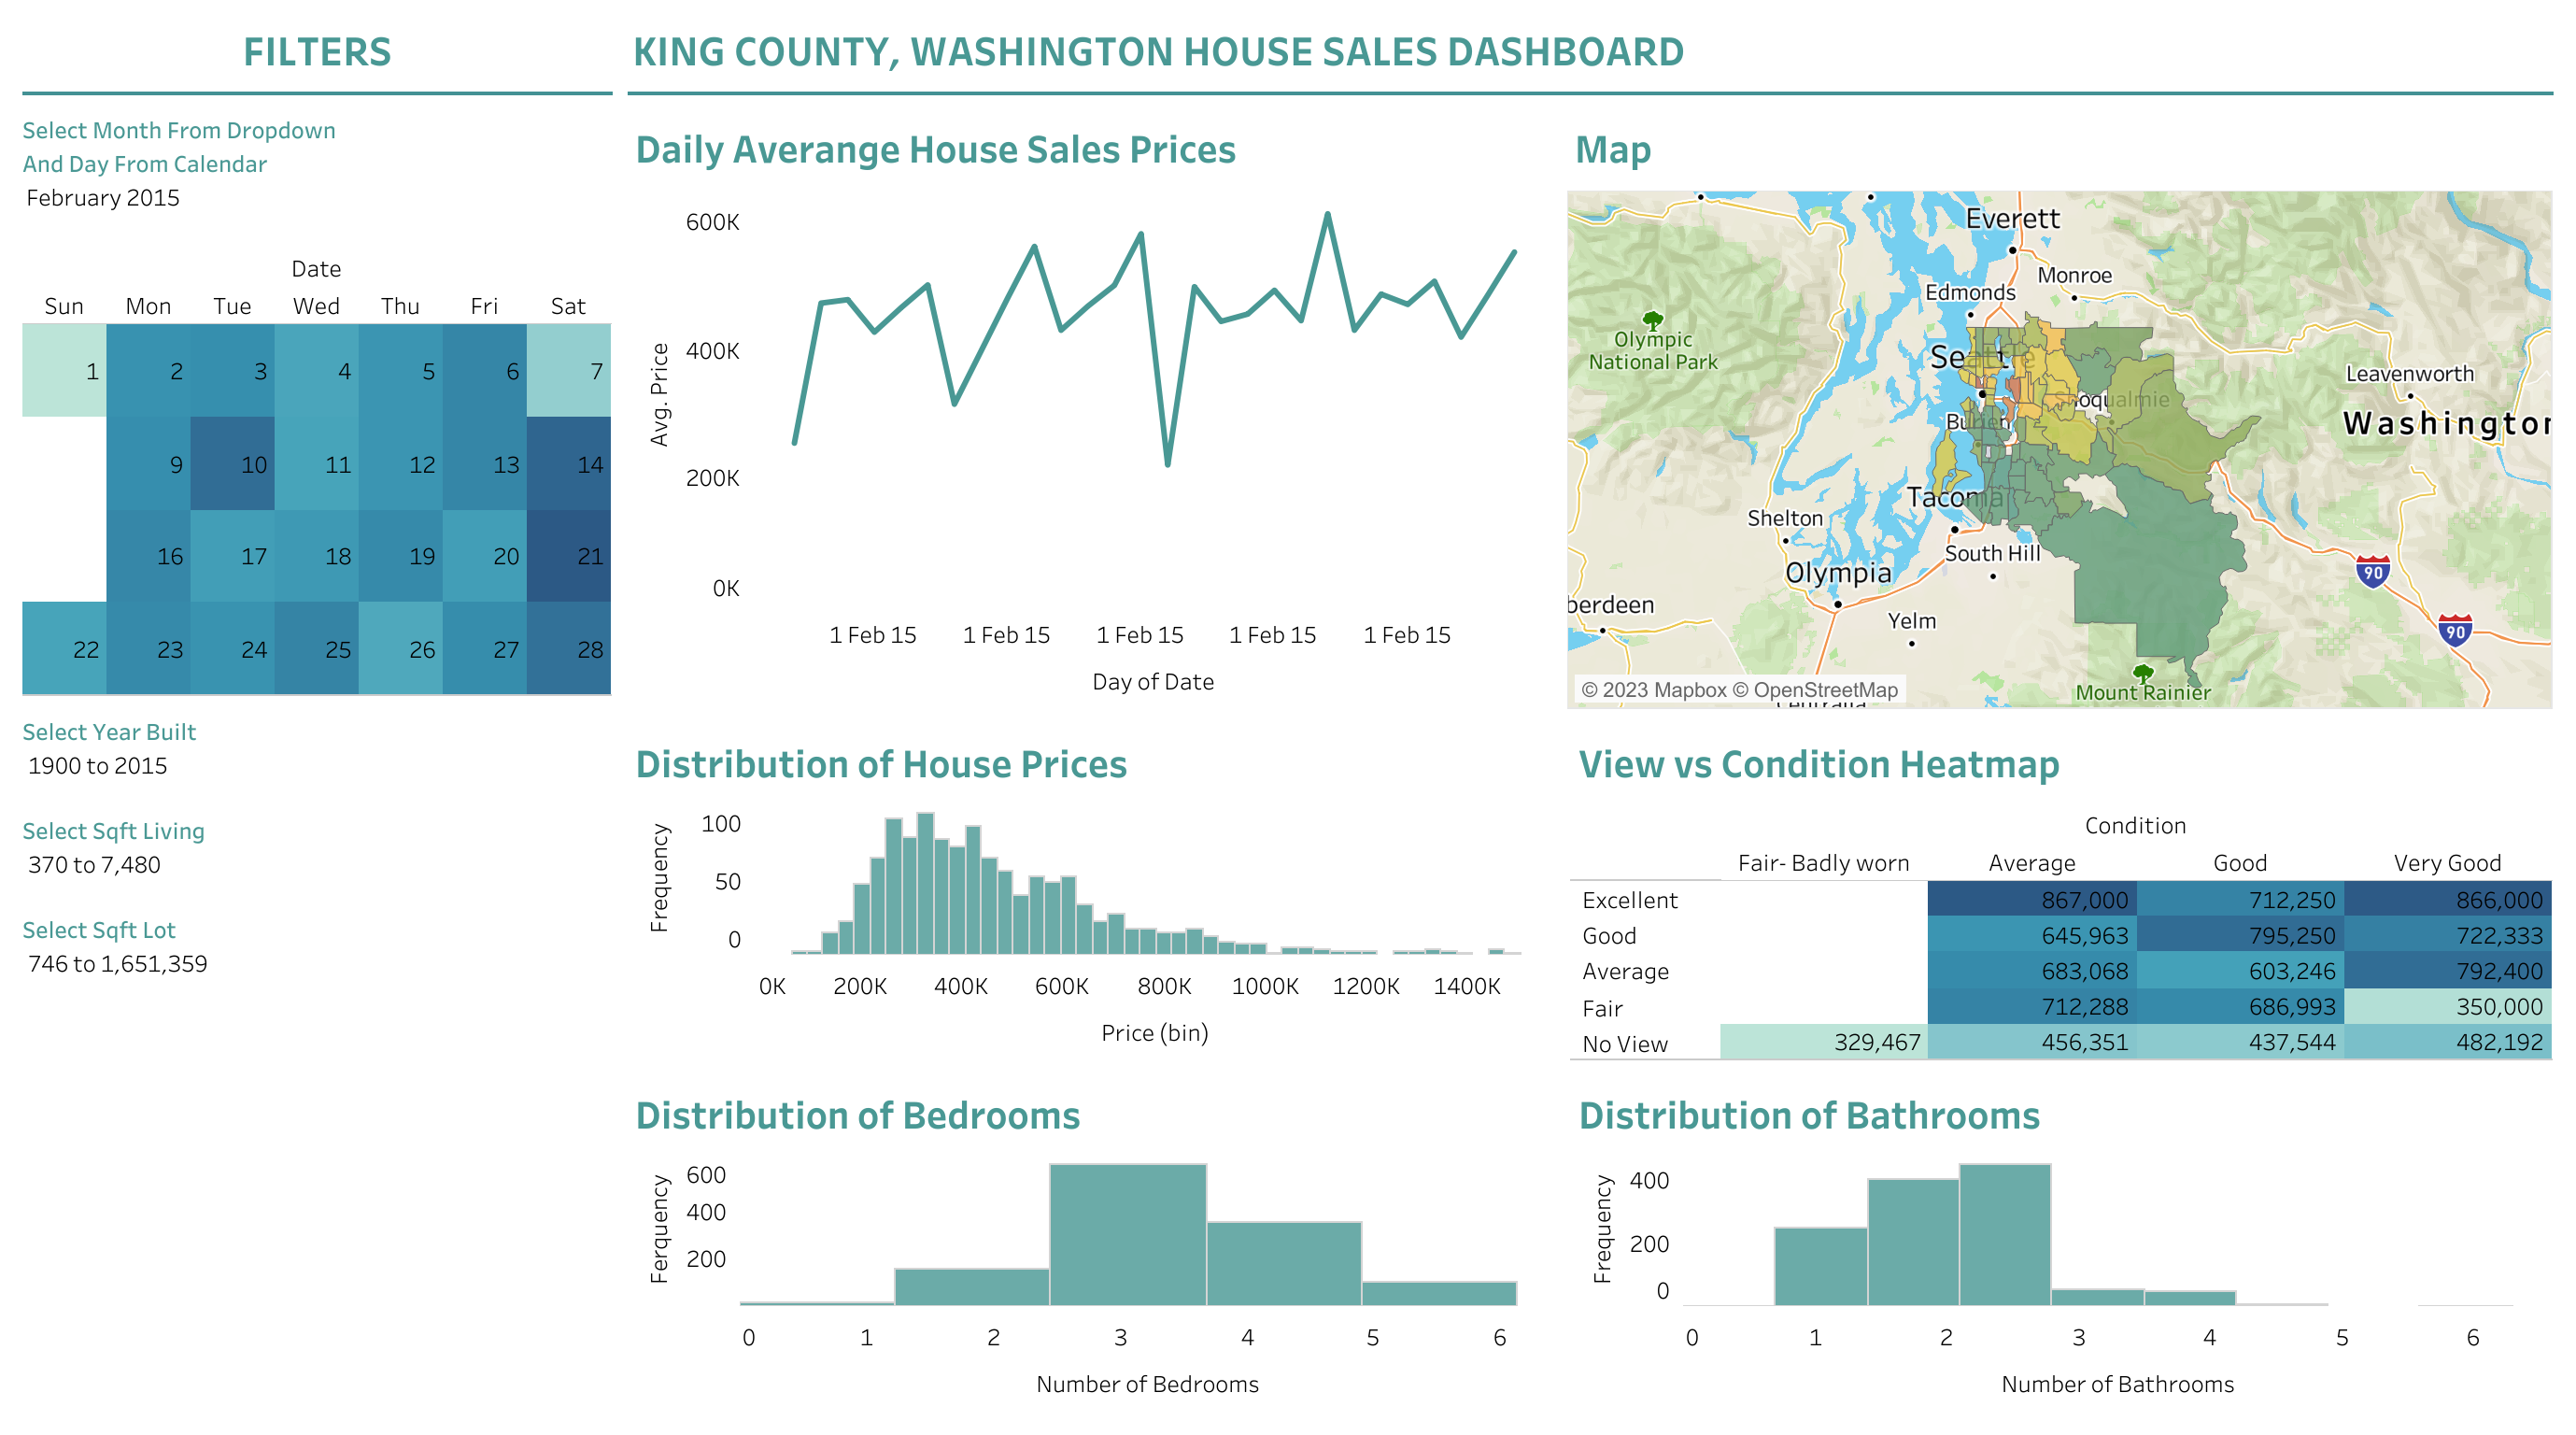 FILTERS
KING COUNTY, WASHINGTON HOUSE SALES DASHBOARD
Select Month From Dropdown
And Day From Calendar
February 2015
Date
Sun Mon Tue Wed Thu Fri Sat
1 2 3 4 5 6 7
9 10 11 12 13 14
16 17 18 19 20 21
22 23 24 25 26 27 28
Select Year Built
1900 to 2015
Select Sqft Living
370 to 7,480
Select Sqft Lot
746 to 1,651,359
Daily Averange House Sales Prices
Avg. Price
600K
400K
200K
0K
1 Feb 15 1 Feb 15 1 Feb 15 1 Feb 15 1 Feb 15
Day of Date
Map
Everett
Monroe
Edmonds
Olympic
National Park
Seattle
Leavenworth
Snoqualmie
Burien
Washington
Tacoma
Shelton
South Hill
Olympia
90
berdeen
Yelm
90
Mount Rainier
© 2023 Mapbox © OpenStreetMap
Distribution of House Prices
Frequency
100
50
0
0K 200K 400K 600K 800K 1000K 1200K 1400K
Price (bin)
View vs Condition Heatmap
Condition
Fair- Badly worn Average Good Very Good
Excellent 867,000 712,250 866,000
Good 645,963 795,250 722,333
Average 683,068 603,246 792,400
Fair 712,288 686,993 350,000
No View 329,467 456,351 437,544 482,192
Distribution of Bedrooms
Ferquency
600
400
200
0 1 2 3 4 5 6
Number of Bedrooms
Distribution of Bathrooms
Frequency
400
200
0
0 1 2 3 4 5 6
Number of Bathrooms